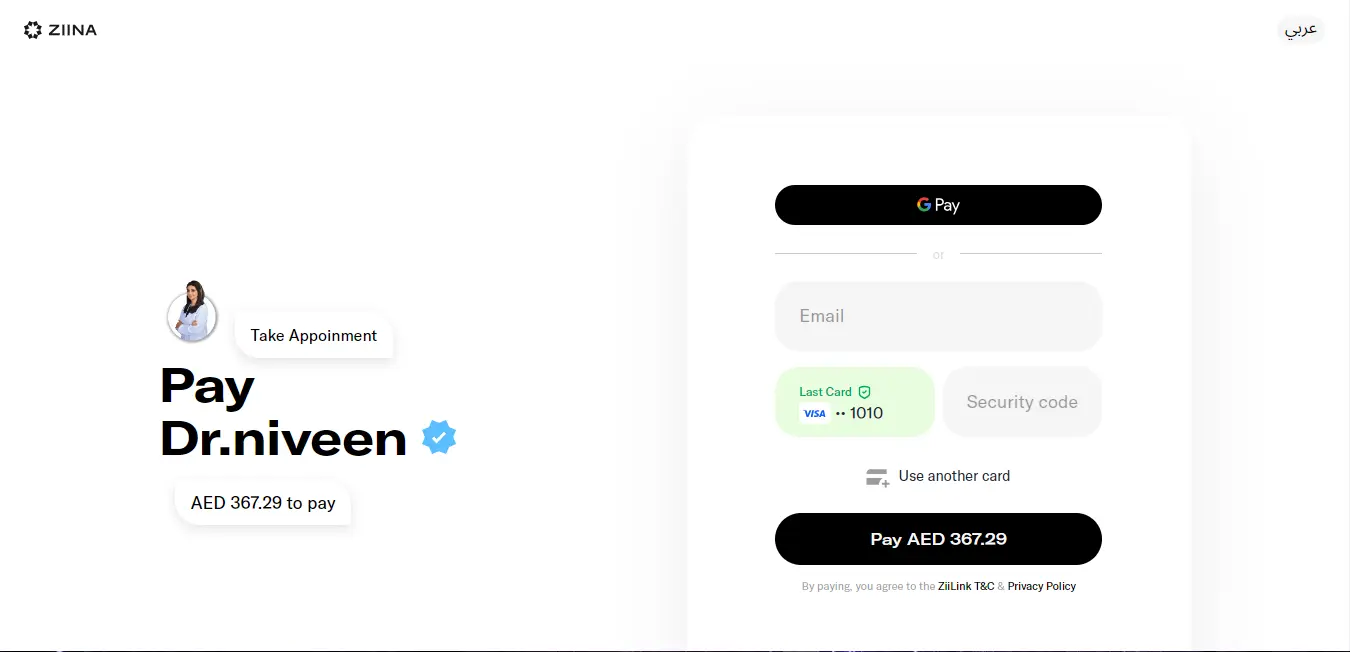 ZIINA
عربي
Take Appoinment
Pay
Dr.niveen
AED 367.29 to pay
G Pay
or
Email
Last Card
VISA •• 1010
Security code
Use another card
Pay AED 367.29
By paying, you agree to the ZiiLink T&C & Privacy Policy